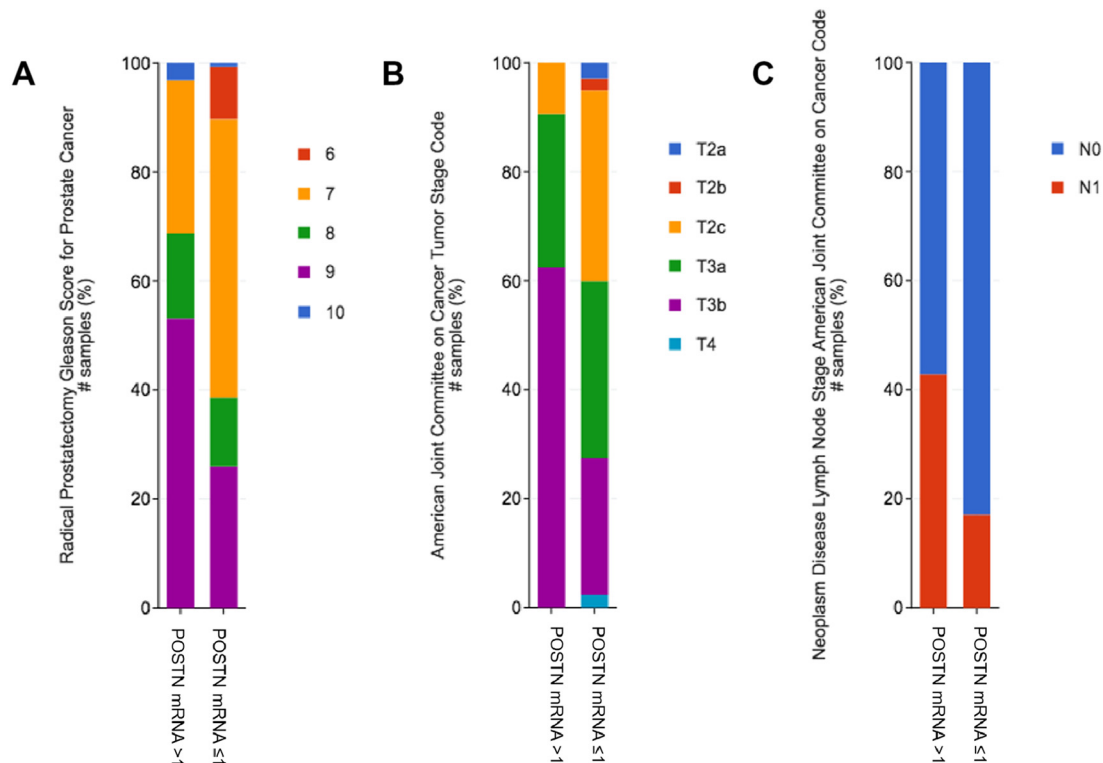 A
Radical Prostatectomy Gleason Score for Prostate Cancer
# samples (%)
100
80
60
40
20
0
POSTN mRNA >1
POSTN mRNA ≤1
6
7
8
9
10
B
American Joint Committee on Cancer Tumor Stage Code
# samples (%)
100
80
60
40
20
0
POSTN mRNA >1
POSTN mRNA ≤1
T2a
T2b
T2c
T3a
T3b
T4
C
Neoplasm Disease Lymph Node Stage American Joint Committee on Cancer Code
# samples (%)
100
80
60
40
20
0
POSTN mRNA >1
POSTN mRNA ≤1
N0
N1